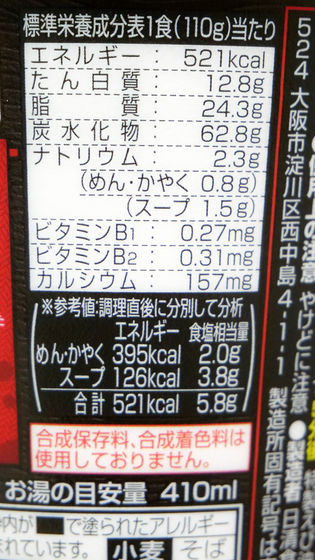 標準栄養成分表1食(110g)当たり
エネルギー : 521kcal
たん白質 : 12.8g
脂質 : 24.3g
炭水化物 : 62.8g
ナトリウム : 2.3g
(めん・かやく 0.8g)
(スープ 1.5g)
ビタミンB1 : 0.27mg
ビタミンB2 : 0.31mg
カルシウム : 157mg
※参考値:調理直後に分別して分析
エネルギー 食塩相当量
めん・かやく 395kcal 2.0g
スープ 126kcal 3.8g
合計 521kcal 5.8g
合成保存料、合成着色料は
使用しておりません。
お湯の目安量 410ml
で塗られたアレルギー
まれています。 小麦 そば
524 大阪市淀川区西中島4-1-1
製造所固有記号は
やけどに注意
●製造者 日清